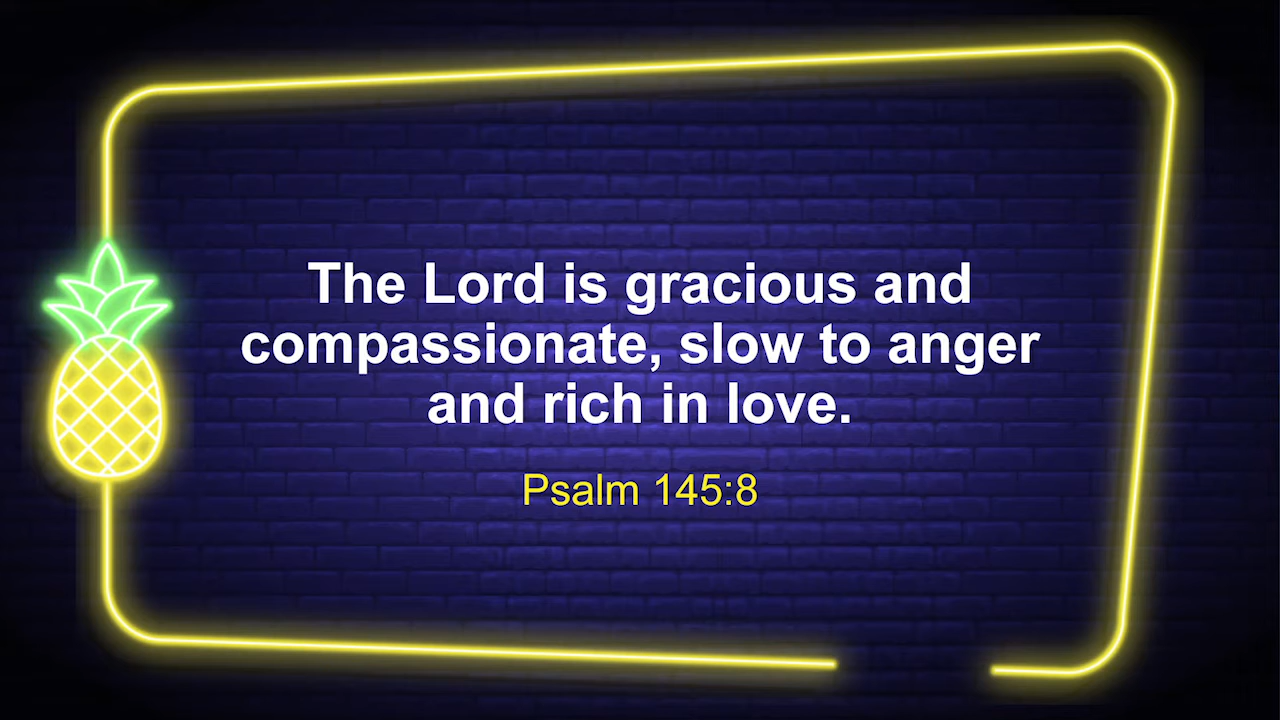 The Lord is gracious and
compassionate, slow to anger
and rich in love.
Psalm 145:8